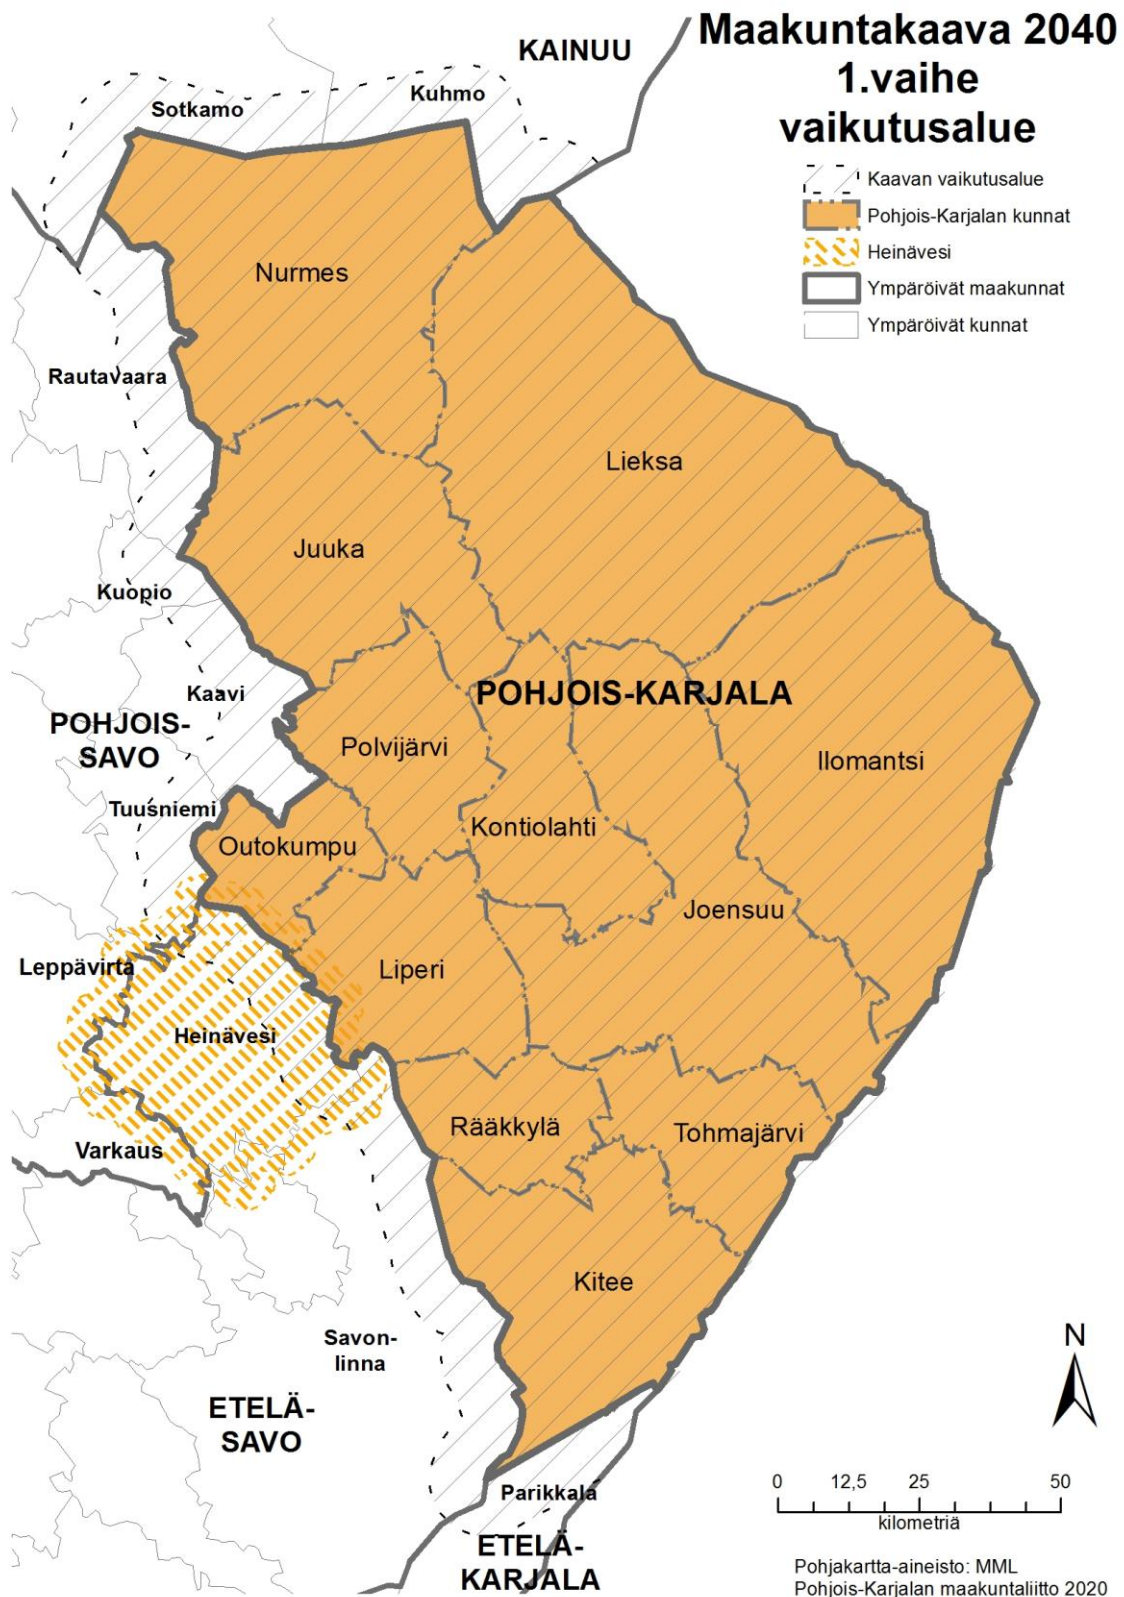 Maakuntakaava 2040
1.vaihe
vaikutusalue
Kaavan vaikutusalue
Pohjois-Karjalan kunnat
Heinävesi
Ympäröivät maakunnat
Ympäröivät kunnat
KAINUU
Kuhmo
Sotkamo
Nurmes
Rautavaara
Lieksa
Juuka
Kuopio
Kaavi
POHJOIS-KARJALA
POHJOIS-
SAVO
Polvijärvi
Ilomantsi
Tuusniemi
Kontiolahti
Outokumpu
Joensuu
Leppävirta
Liperi
Heinävesi
Rääkkylä
Tohmajärvi
Varkaus
Kitee
Savon-
linna
ETELÄ-
SAVO
Parikkala
ETELÄ-
KARJALA
N
0 12,5 25 50
kilometriä
Pohjakartta-aineisto: MML
Pohjois-Karjalan maakuntaliitto 2020